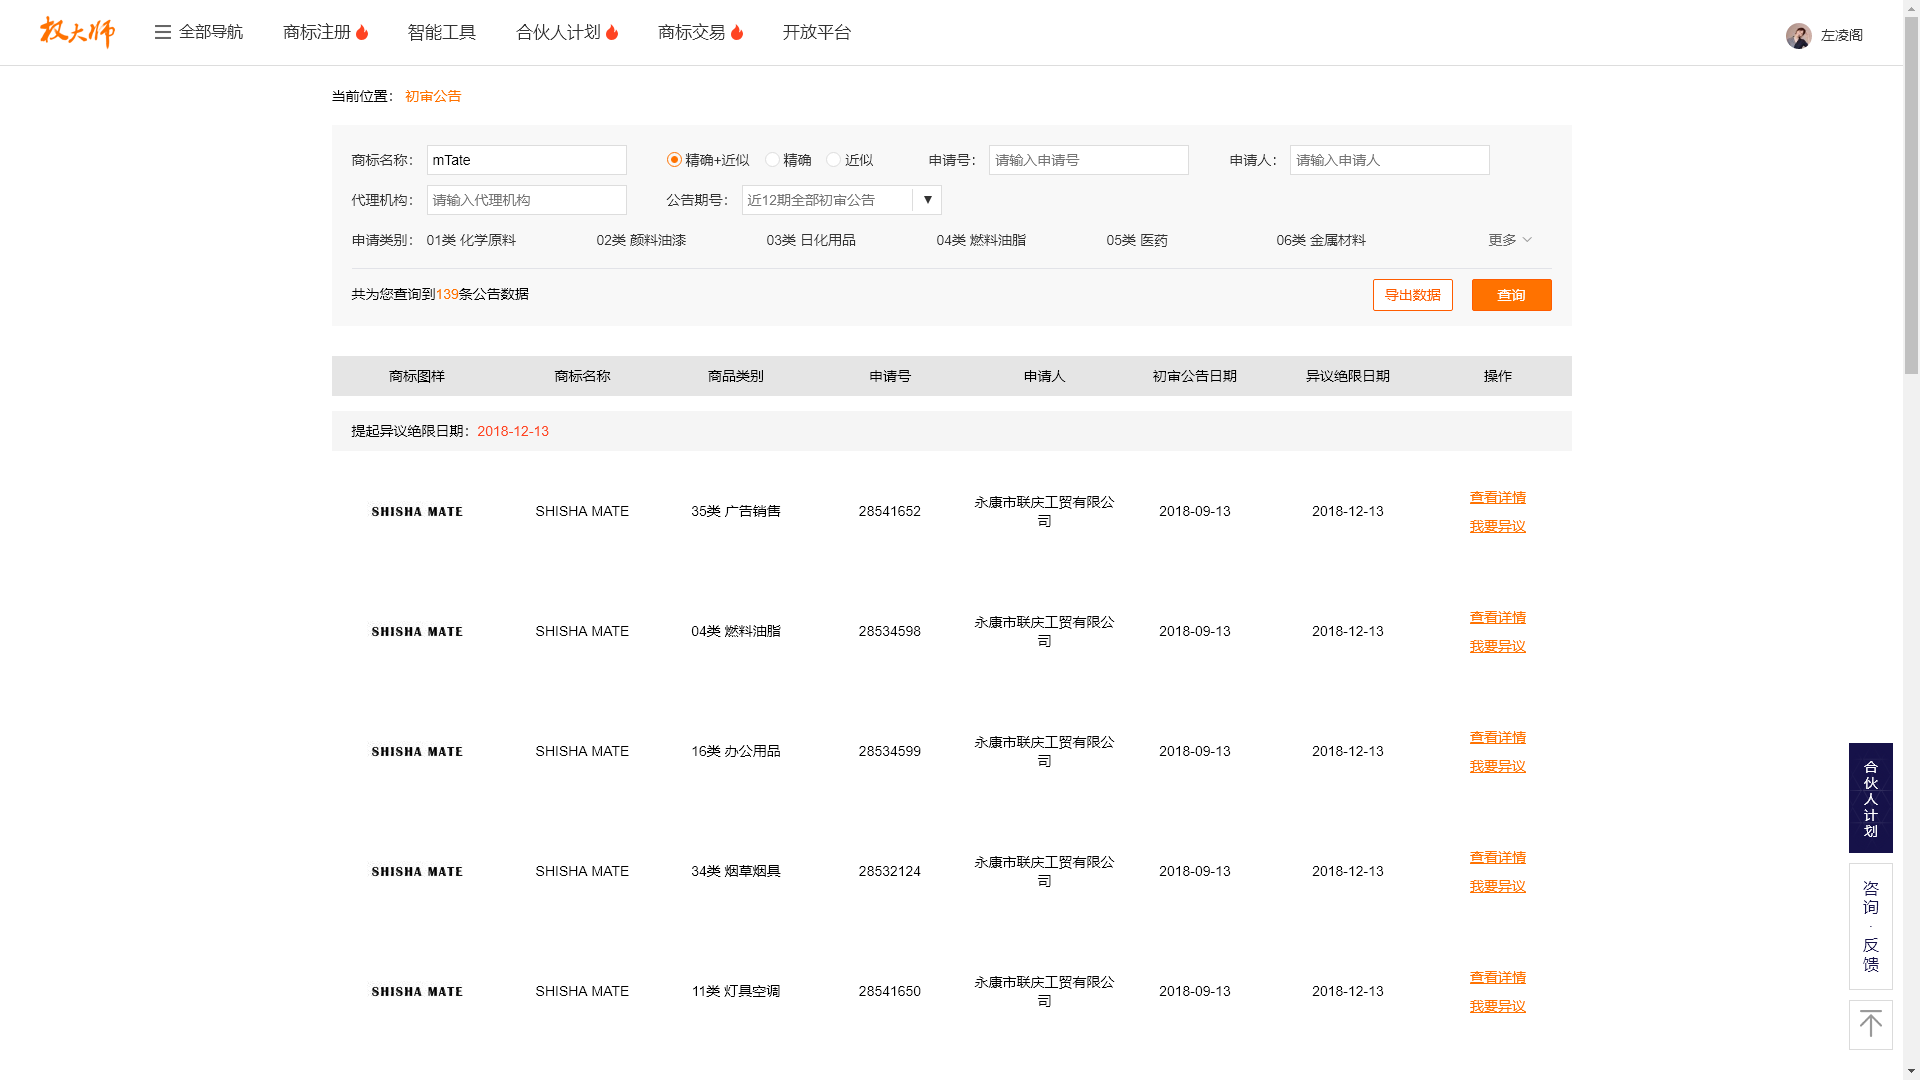 权大师 全部导航 商标注册 智能工具 合伙人计划 商标交易 开放平台 左凌阁
当前位置： 初审公告
商标名称： mTate 精确+近似 精确 近似 申请号： 请输入申请号 申请人： 请输入申请人
代理机构： 请输入代理机构 公告期号： 近12期全部初审公告 ▼
申请类别： 01类 化学原料 02类 颜料油漆 03类 日化用品 04类 燃料油脂 05类 医药 06类 金属材料 更多
共为您查询到139条公告数据 导出数据 查询
商标图样 商标名称 商品类别 申请号 申请人 初审公告日期 异议绝限日期 操作
提起异议绝限日期：2018-12-13
SHISHA MATE SHISHA MATE 35类 广告销售 28541652 永康市联庆工贸有限公
司 2018-09-13 2018-12-13 查看详情
我要异议
SHISHA MATE SHISHA MATE 04类 燃料油脂 28534598 永康市联庆工贸有限公
司 2018-09-13 2018-12-13 查看详情
我要异议
SHISHA MATE SHISHA MATE 16类 办公用品 28534599 永康市联庆工贸有限公
司 2018-09-13 2018-12-13 查看详情
我要异议
SHISHA MATE SHISHA MATE 34类 烟草烟具 28532124 永康市联庆工贸有限公
司 2018-09-13 2018-12-13 查看详情
我要异议
SHISHA MATE SHISHA MATE 11类 灯具空调 28541650 永康市联庆工贸有限公
司 2018-09-13 2018-12-13 查看详情
我要异议
合伙人计划
咨询·反馈